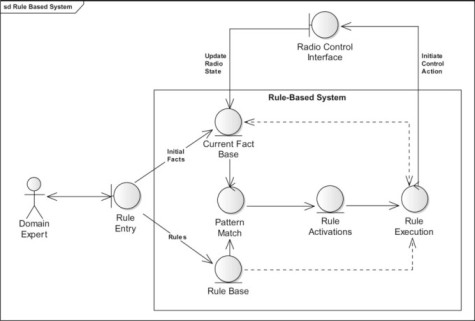 sd Rule Based System
Radio Control
Interface
Update
Radio
State
Initiate
Control
Action
Rule-Based System
Current Fact
Base
Initial
Facts
Domain
Expert
Rule
Entry
Pattern
Match
Rule
Activations
Rule
Execution
Rules
Rule Base